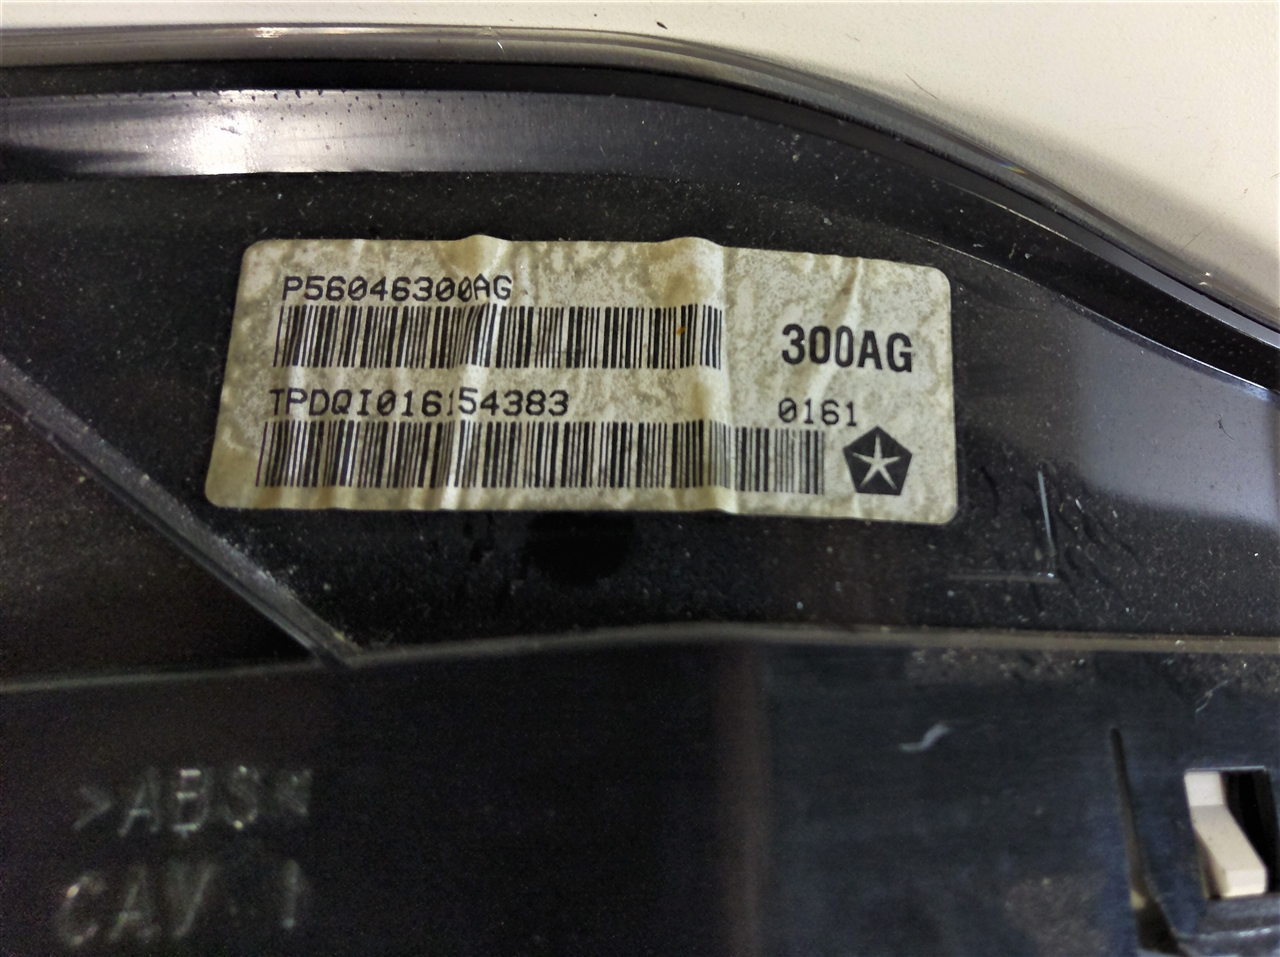 P56046300AG
300AG
TPDQI016154383
0161
>ABS<
CAV 1